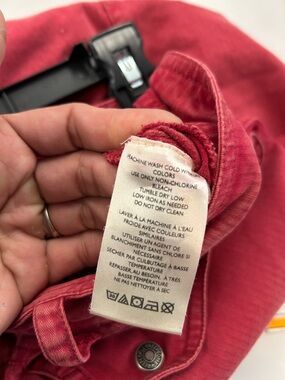 MACHINE WASH COLD W
COLORS
USE ONLY NON-CHLORINE
BLEACH
TUMBLE DRY LOW
LOW IRON AS NEEDED
DO NOT DRY CLEAN
LAVER À LA MACHINE À L'EAU
FROIDE AVEC COULEURS
SIMILAIRES
UTILISER UN AGENT DE
BLANCHIMENT SANS CHLORE SI
NÉCESSAIRE
SÉCHER PAR CULBUTAGE À BASSE
TEMPÉRATURE
REPASSER, AU BESOIN, À TRÈS
BASSE TEMPÉRATURE
NE PAS NETTOYER À SEC